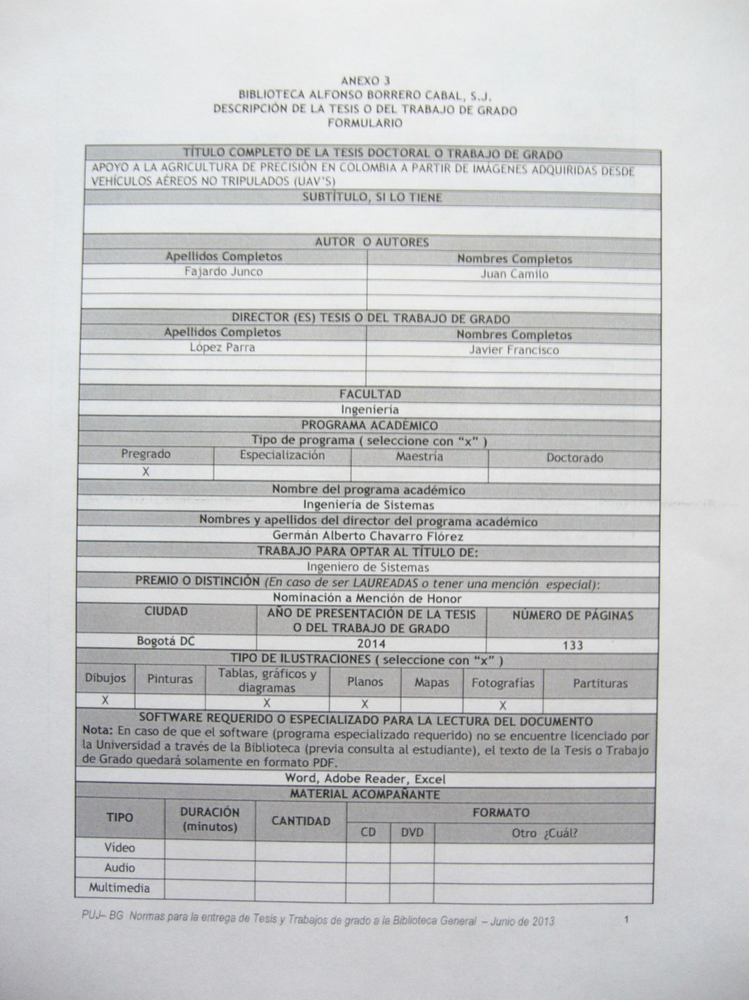 ANEXO 3
BIBLIOTECA ALFONSO BORRERO CABAL, S.J.
DESCRIPCIÓN DE LA TESIS O DEL TRABAJO DE GRADO
FORMULARIO
TÍTULO COMPLETO DE LA TESIS DOCTORAL O TRABAJO DE GRADO
APOYO A LA AGRICULTURA DE PRECISIÓN EN COLOMBIA A PARTIR DE IMÁGENES ADQUIRIDAS DESDE
VEHÍCULOS AÉREOS NO TRIPULADOS (UAV'S)
SUBTÍTULO, SI LO TIENE
AUTOR O AUTORES
Apellidos Completos Nombres Completos
Fajardo Junco Juan Camilo
DIRECTOR (ES) TESIS O DEL TRABAJO DE GRADO
Apellidos Completos Nombres Completos
López Parra Javier Francisco
FACULTAD
Ingeniería
PROGRAMA ACADÉMICO
Tipo de programa ( seleccione con "x" )
Pregrado Especialización Maestría Doctorado
X
Nombre del programa académico
Ingeniería de Sistemas
Nombres y apellidos del director del programa académico
Germán Alberto Chavarro Flórez
TRABAJO PARA OPTAR AL TÍTULO DE:
Ingeniero de Sistemas
PREMIO O DISTINCIÓN (En caso de ser LAUREADAS o tener una mención especial):
Nominación a Mención de Honor
CIUDAD AÑO DE PRESENTACIÓN DE LA TESIS NÚMERO DE PÁGINAS
O DEL TRABAJO DE GRADO
Bogotá DC 2014 133
TIPO DE ILUSTRACIONES ( seleccione con "x" )
Dibujos Pinturas Tablas, gráficos y Planos Mapas Fotografías Partituras
diagramas
X X X X
SOFTWARE REQUERIDO O ESPECIALIZADO PARA LA LECTURA DEL DOCUMENTO
Nota: En caso de que el software (programa especializado requerido) no se encuentre licenciado por
la Universidad a través de la Biblioteca (previa consulta al estudiante), el texto de la Tesis o Trabajo
de Grado quedará solamente en formato PDF.
Word, Adobe Reader, Excel
MATERIAL ACOMPAÑANTE
TIPO DURACIÓN CANTIDAD FORMATO
(minutos) CD DVD Otro ¿Cuál?
Vídeo
Audio
Multimedia
PUJ– BG Normas para la entrega de Tesis y Trabajos de grado a la Biblioteca General – Junio de 2013 1